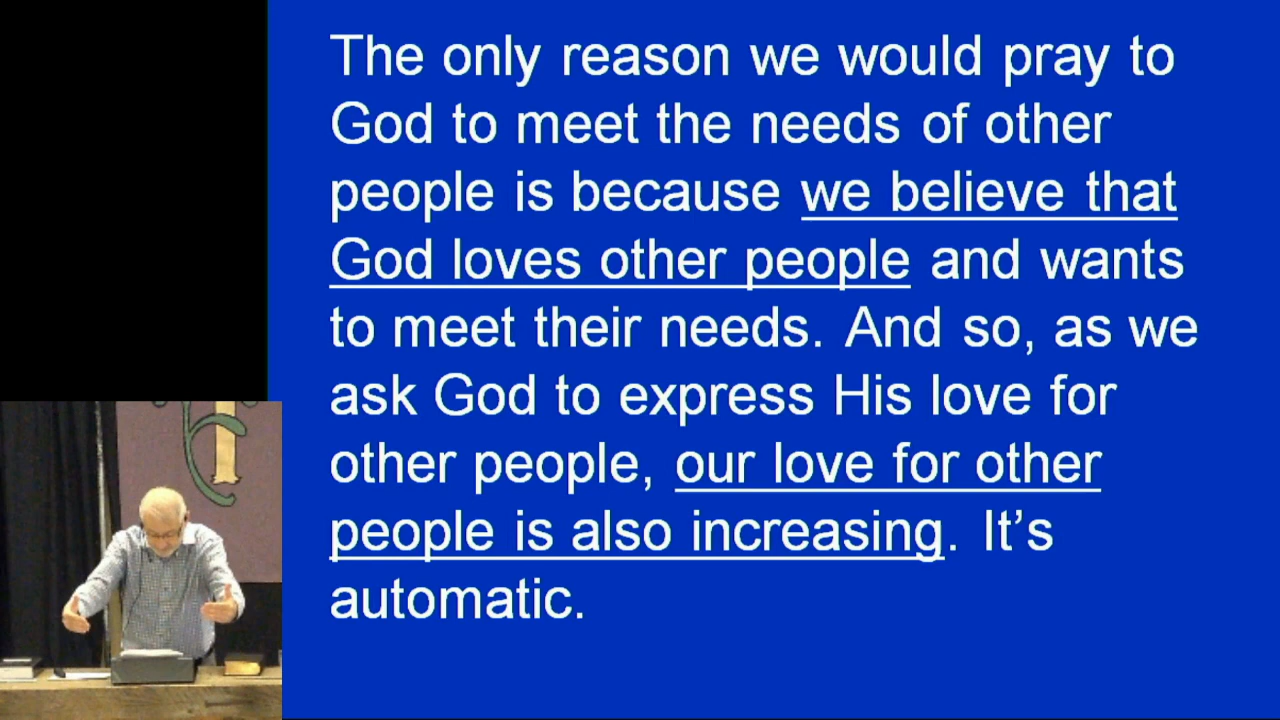 The only reason we would pray to
God to meet the needs of other
people is because we believe that
God loves other people and wants
to meet their needs. And so, as we
ask God to express His love for
other people, our love for other
people is also increasing. It’s
automatic.